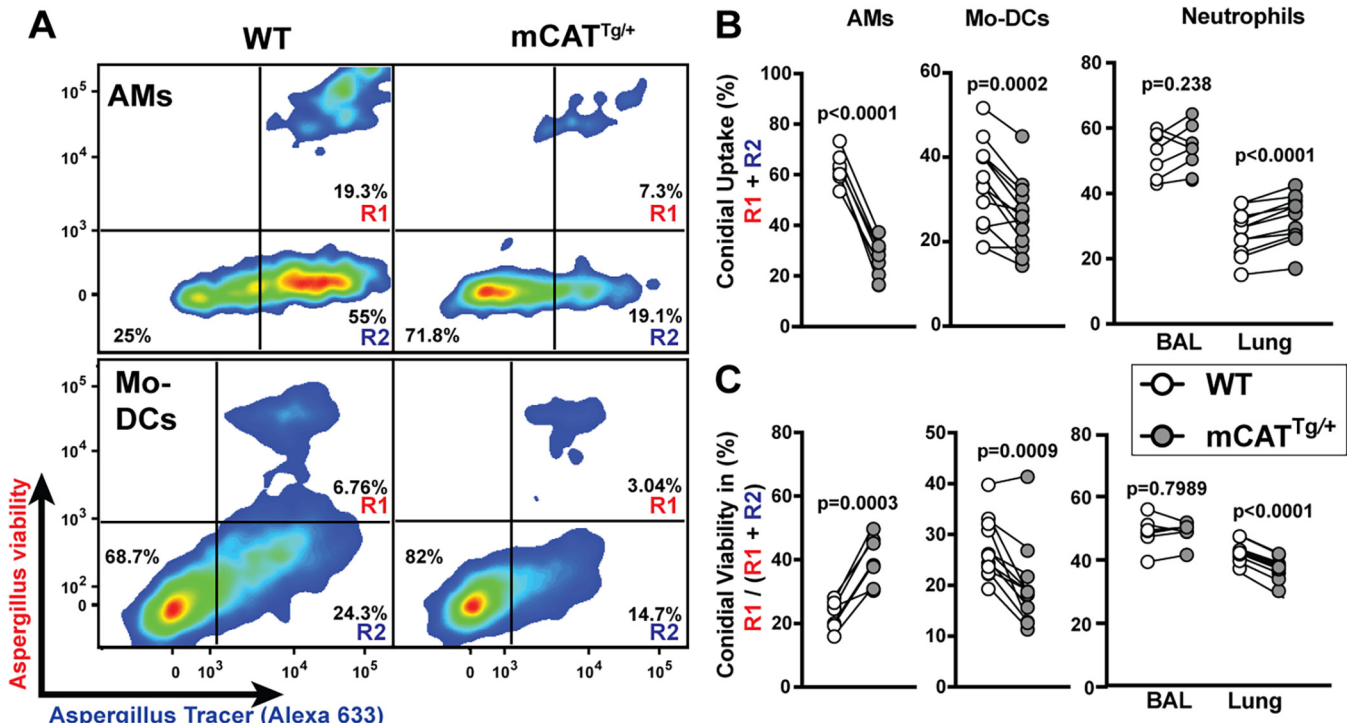 A
WT
mCAT^Tg/+
AMs
10^5
10^4
10^3
0
19.3%
R1
7.3%
R1
25%
55%
R2
71.8%
19.1%
R2
Mo-
DCs
10^5
10^4
10^3
10^2
0
6.76%
R1
3.04%
R1
68.7%
82%
24.3%
R2
14.7%
R2
0 10^3 10^4 10^5
0 10^3 10^4 10^5
Aspergillus viability
Aspergillus Tracer (Alexa 633)
B
AMs
Mo-DCs
Neutrophils
Conidial Uptake (%)
R1 + R2
100
80
60
40
20
0
p<0.0001
60
40
20
0
p=0.0002
80
60
40
20
0
p=0.238
p<0.0001
BAL Lung
C
WT
mCAT^Tg/+
Conidial Viability in (%)
R1 / (R1 + R2)
80
60
40
20
0
p=0.0003
50
40
30
20
10
0
p=0.0009
80
60
40
20
0
p=0.7989
p<0.0001
BAL Lung